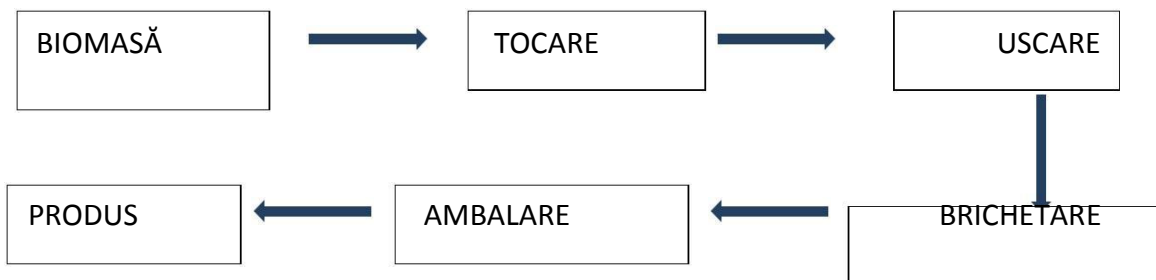 BIOMASĂ
TOCARE
USCARE
BRICHETARE
AMBALARE
PRODUS